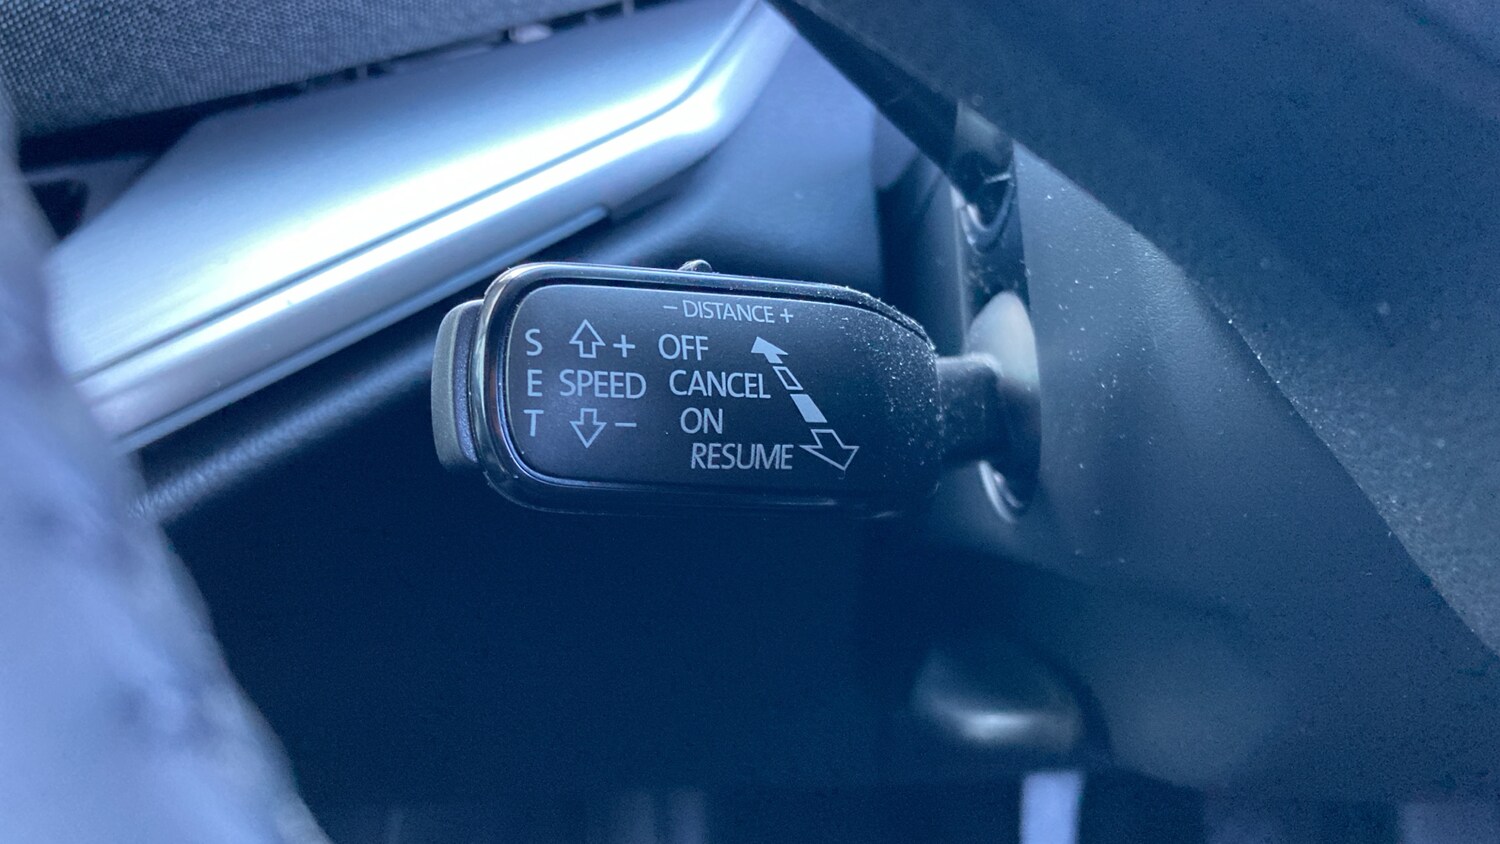 − DISTANCE +
S + OFF
E SPEED CANCEL
T − ON
RESUME